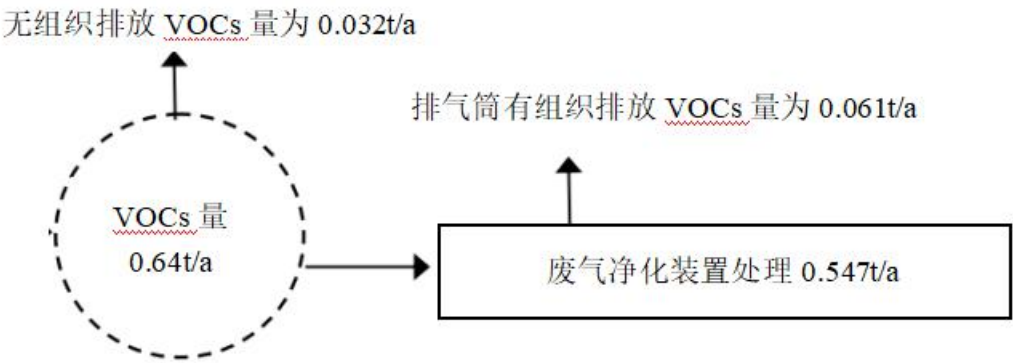 无组织排放 VOCs 量为 0.032t/a
排气筒有组织排放 VOCs 量为 0.061t/a
VOCs 量
0.64t/a
废气净化装置处理 0.547t/a